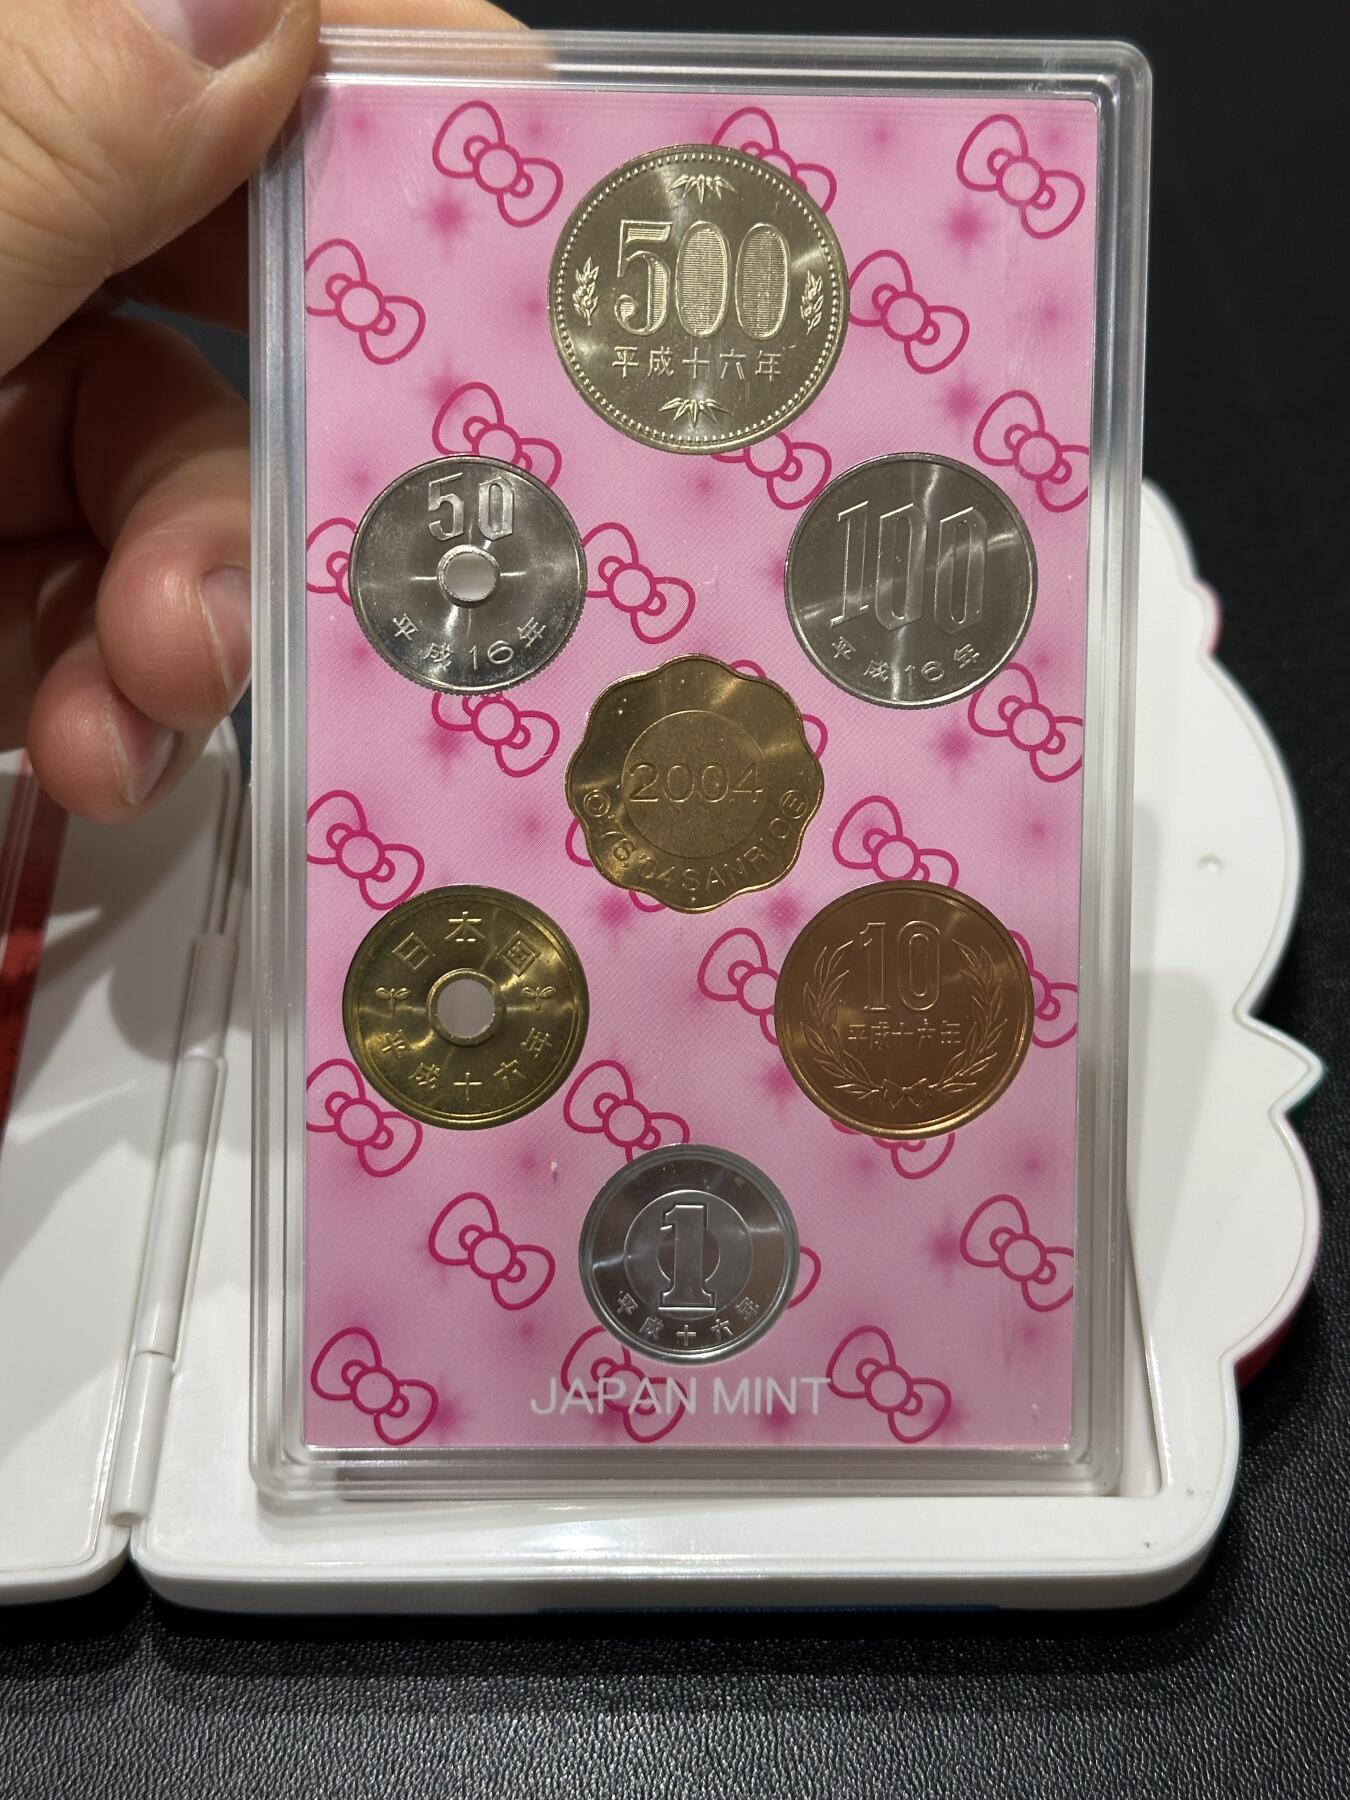 500
平成十六年
50
平成16年
100
平成16年
2004
©'76,'04 SANRIO Ⓔ
日本国
平成十六年
10
平成十六年
1
平成十六年
JAPAN MINT